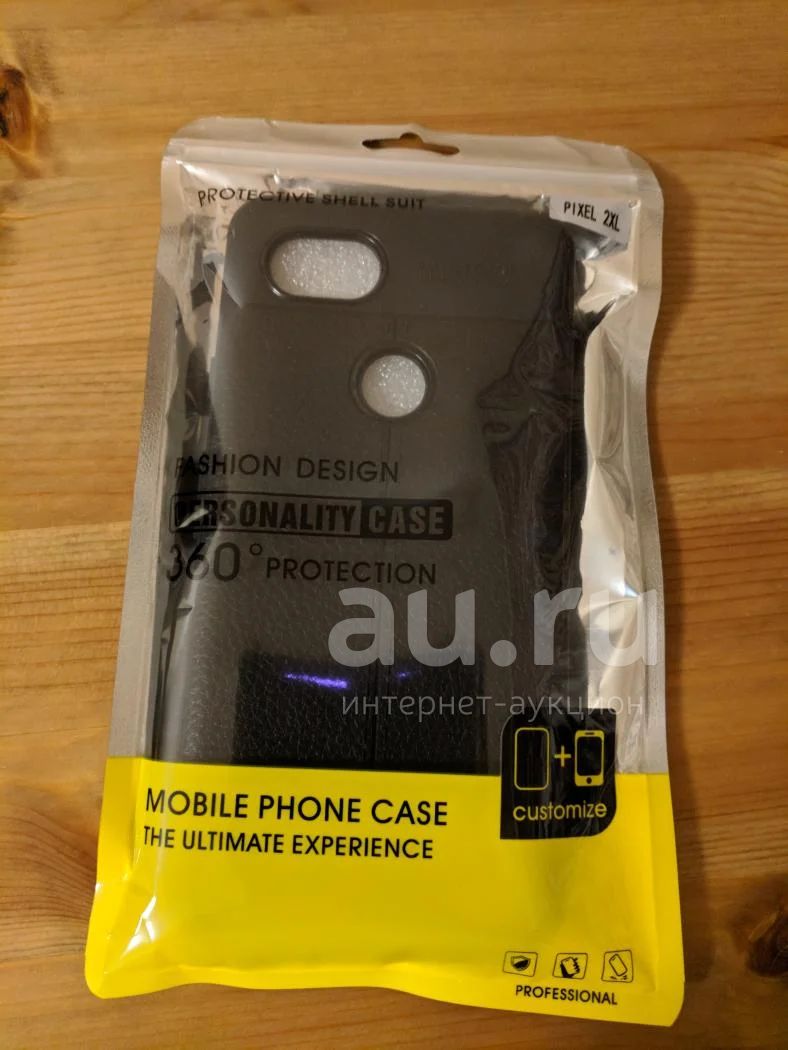 PROTECTIVE SHELL SUIT
PIXEL 2XL
FASHION DESIGN
PERSONALITY CASE
360° PROTECTION
au.ru
интернет-аукцион
customize
MOBILE PHONE CASE
THE ULTIMATE EXPERIENCE
PROFESSIONAL